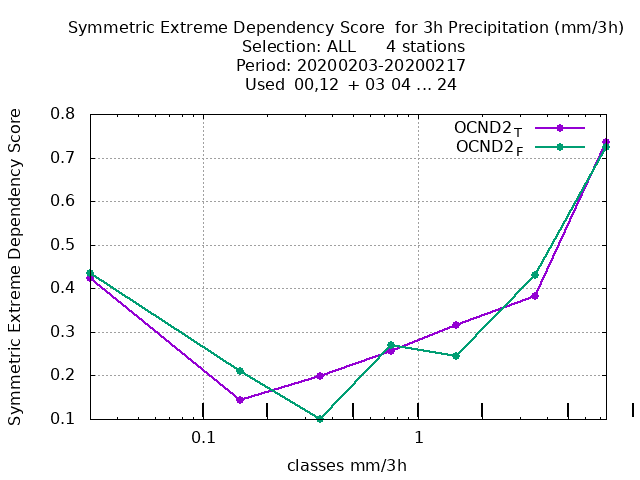 Symmetric Extreme Dependency Score  for 3h Precipitation (mm/3h)
Selection: ALL      4 stations
Period: 20200203-20200217
Used  00,12  + 03 04 ... 24
Symmetric Extreme Dependency Score
0.8
0.7
0.6
0.5
0.4
0.3
0.2
0.1
OCND2T
OCND2F
0.1 1
classes mm/3h